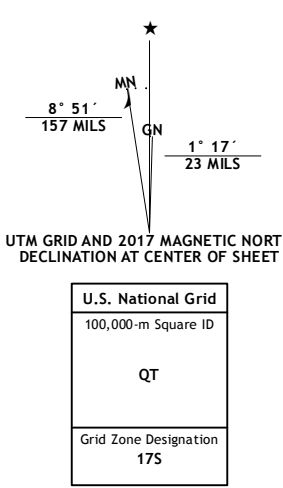 ★
MN
8° 51´
157 MILS
GN
1° 17´
23 MILS
UTM GRID AND 2017 MAGNETIC NORT
DECLINATION AT CENTER OF SHEET
U.S. National Grid
100,000-m Square ID
QT
Grid Zone Designation
17S